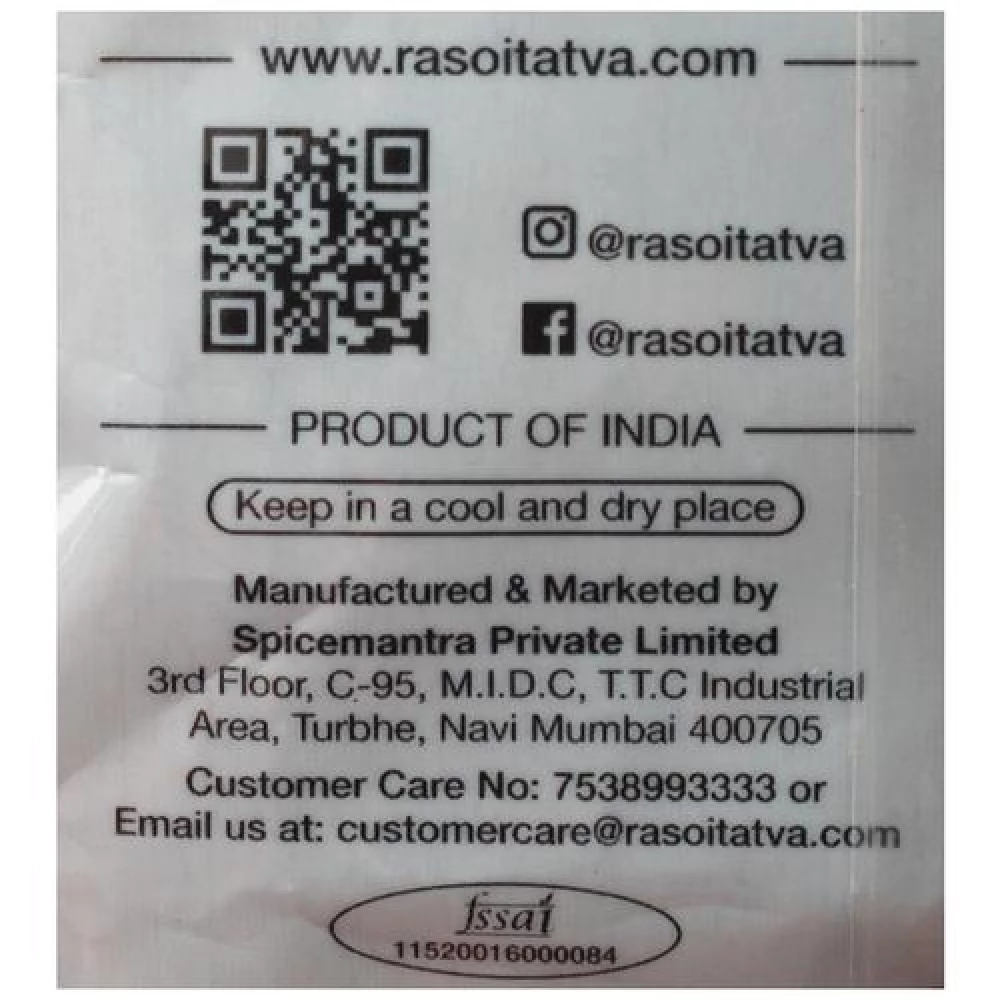 www.rasoitatva.com
@rasoitatva
@rasoitatva
PRODUCT OF INDIA
Keep in a cool and dry place
Manufactured & Marketed by
Spicemantra Private Limited
3rd Floor, C-95, M.I.D.C, T.T.C Industrial
Area, Turbhe, Navi Mumbai 400705
Customer Care No: 7538993333 or
Email us at: customercare@rasoitatva.com
fssai
11520016000084